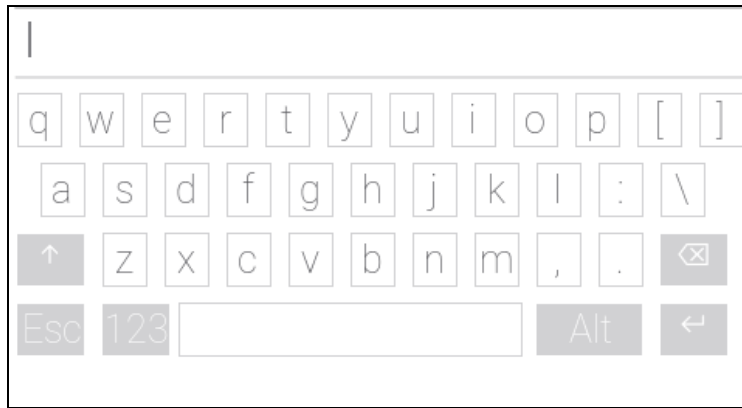 q w e r t y u i o p [ ]
a s d f g h j k l : \
↑ z x c v b n m , . ⌫
Esc 123 Alt ↵